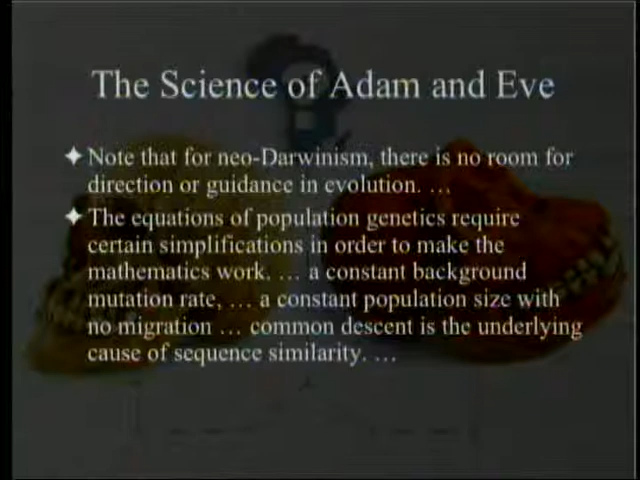 The Science of Adam and Eve
Note that for neo-Darwinism, there is no room for
direction or guidance in evolution. …
The equations of population genetics require
certain simplifications in order to make the
mathematics work. … a constant background
mutation rate, … a constant population size with
no migration … common descent is the underlying
cause of sequence similarity. …